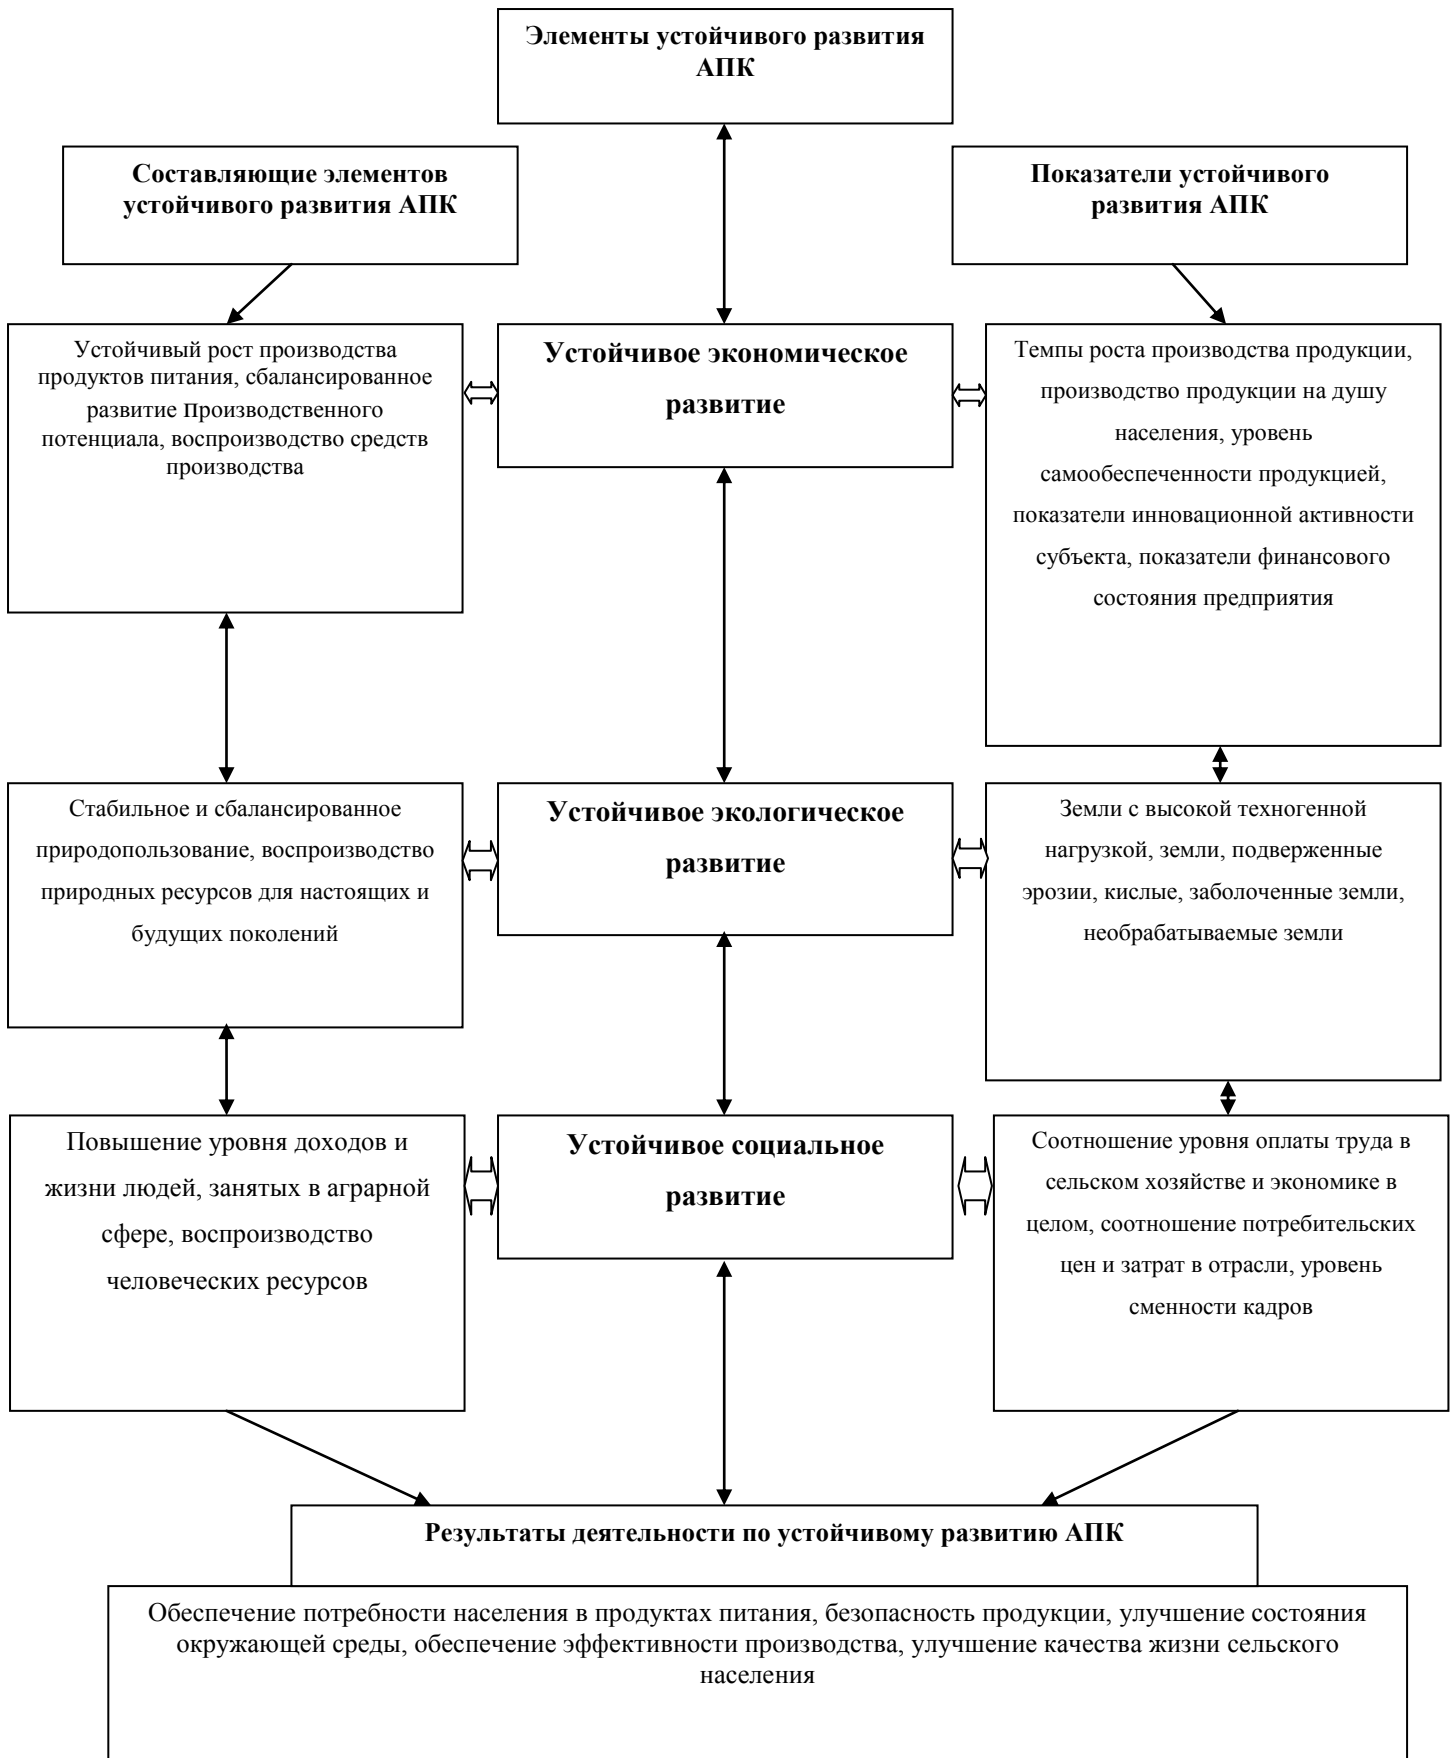 Элементы устойчивого развития
АПК
Составляющие элементов
устойчивого развития АПК
Показатели устойчивого
развития АПК
Устойчивый рост производства
продуктов питания, сбалансированное
развитие Производственного
потенциала, воспроизводство средств
производства
Устойчивое экономическое
развитие
Темпы роста производства продукции,
производство продукции на душу
населения, уровень
самообеспеченности продукцией,
показатели инновационной активности
субъекта, показатели финансового
состояния предприятия
Стабильное и сбалансированное
природопользование, воспроизводство
природных ресурсов для настоящих и
будущих поколений
Устойчивое экологическое
развитие
Земли с высокой техногенной
нагрузкой, земли, подверженные
эрозии, кислые, заболоченные земли,
необрабатываемые земли
Повышение уровня доходов и
жизни людей, занятых в аграрной
сфере, воспроизводство
человеческих ресурсов
Устойчивое социальное
развитие
Соотношение уровня оплаты труда в
сельском хозяйстве и экономике в
целом, соотношение потребительских
цен и затрат в отрасли, уровень
сменности кадров
Результаты деятельности по устойчивому развитию АПК
Обеспечение потребности населения в продуктах питания, безопасность продукции, улучшение состояния
окружающей среды, обеспечение эффективности производства, улучшение качества жизни сельского
населения